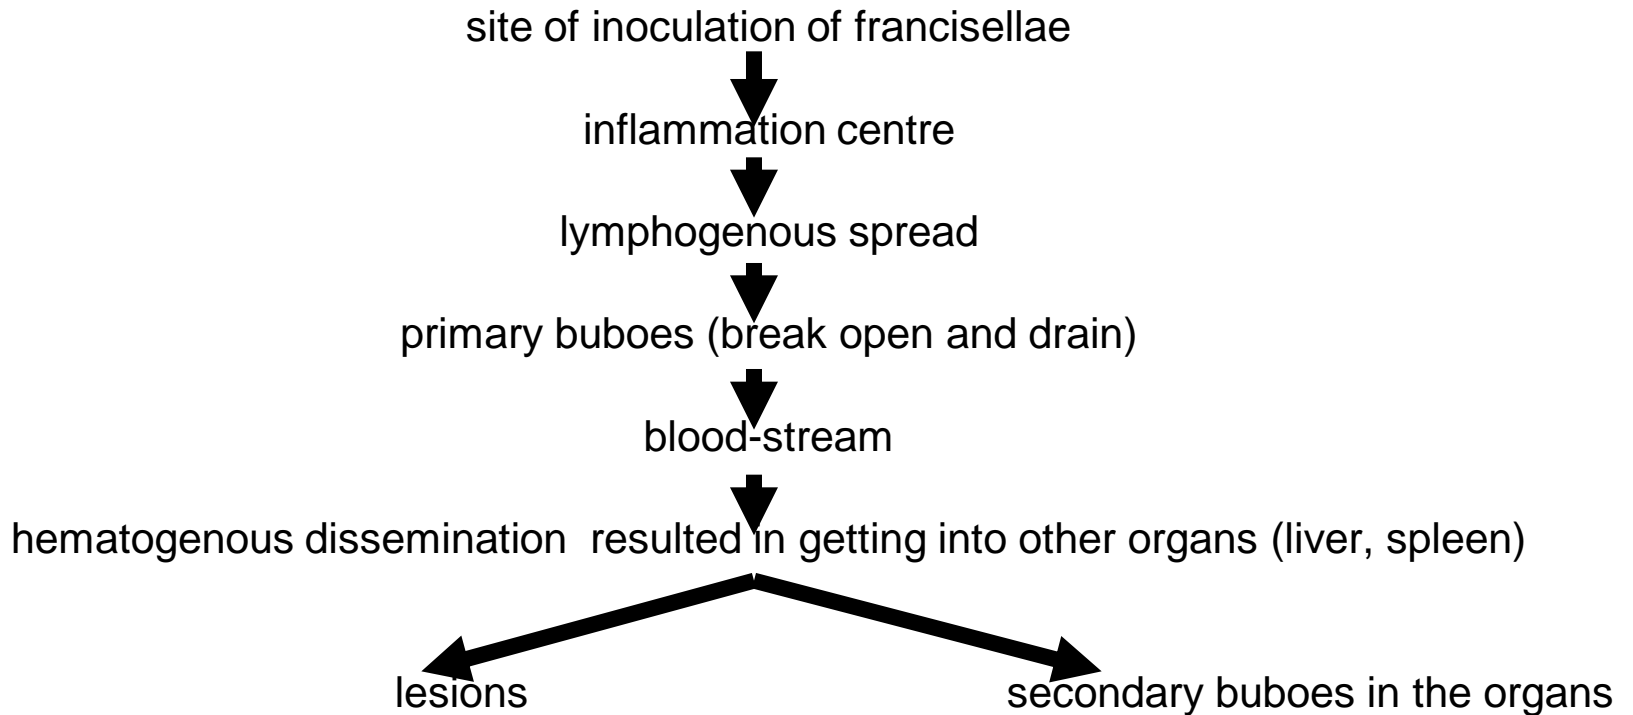 site of inoculation of francisellae
inflammation centre
lymphogenous spread
primary buboes (break open and drain)
blood-stream
hematogenous dissemination  resulted in getting into other organs (liver, spleen)
lesions
secondary buboes in the organs